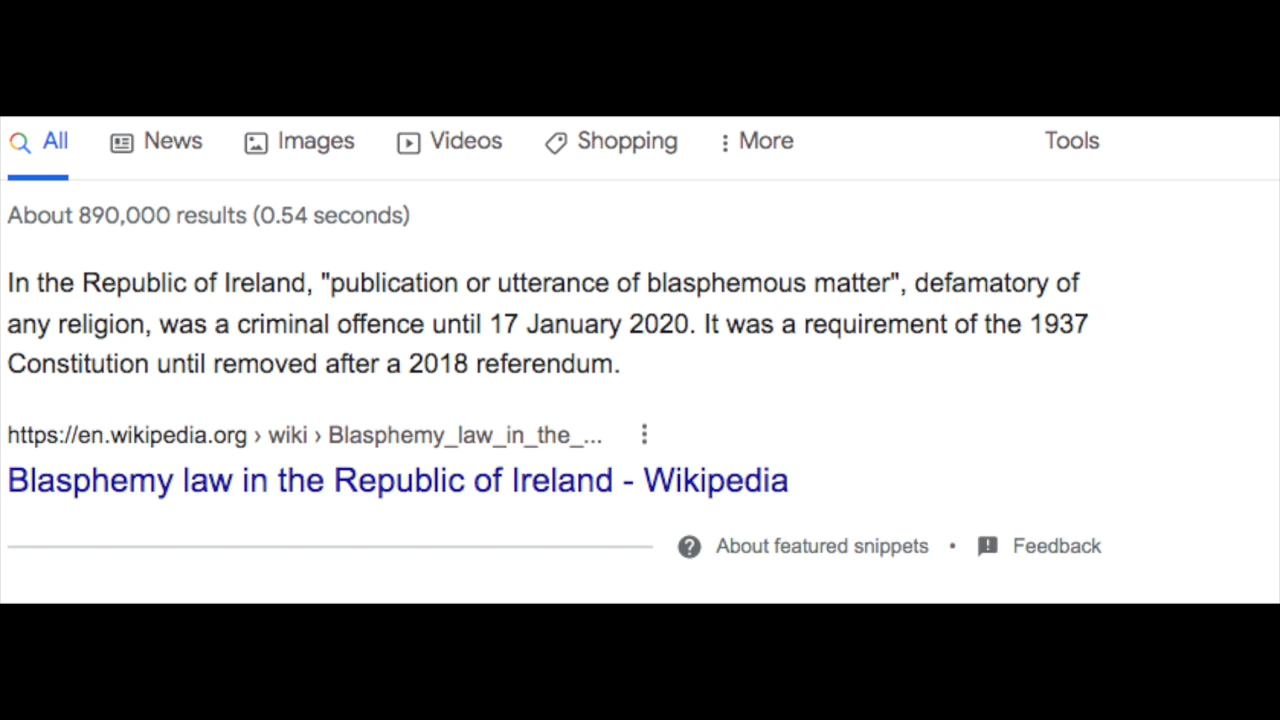 All News Images Videos Shopping More Tools
About 890,000 results (0.54 seconds)
In the Republic of Ireland, "publication or utterance of blasphemous matter", defamatory of
any religion, was a criminal offence until 17 January 2020. It was a requirement of the 1937
Constitution until removed after a 2018 referendum.
https://en.wikipedia.org › wiki › Blasphemy_law_in_the_...
Blasphemy law in the Republic of Ireland - Wikipedia
About featured snippets • Feedback